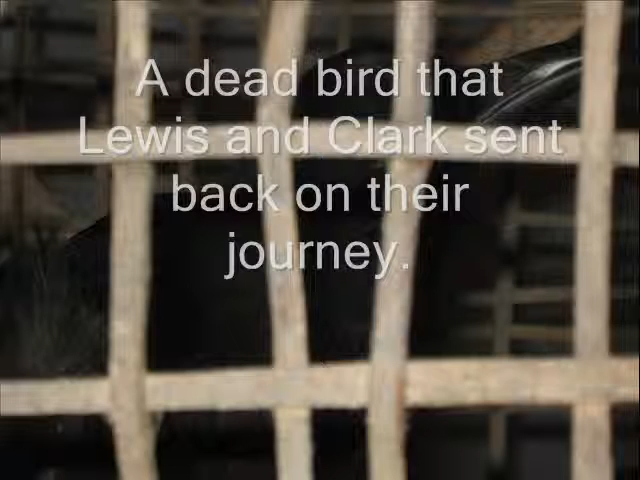 A dead bird that
Lewis and Clark sent
back on their
journey.